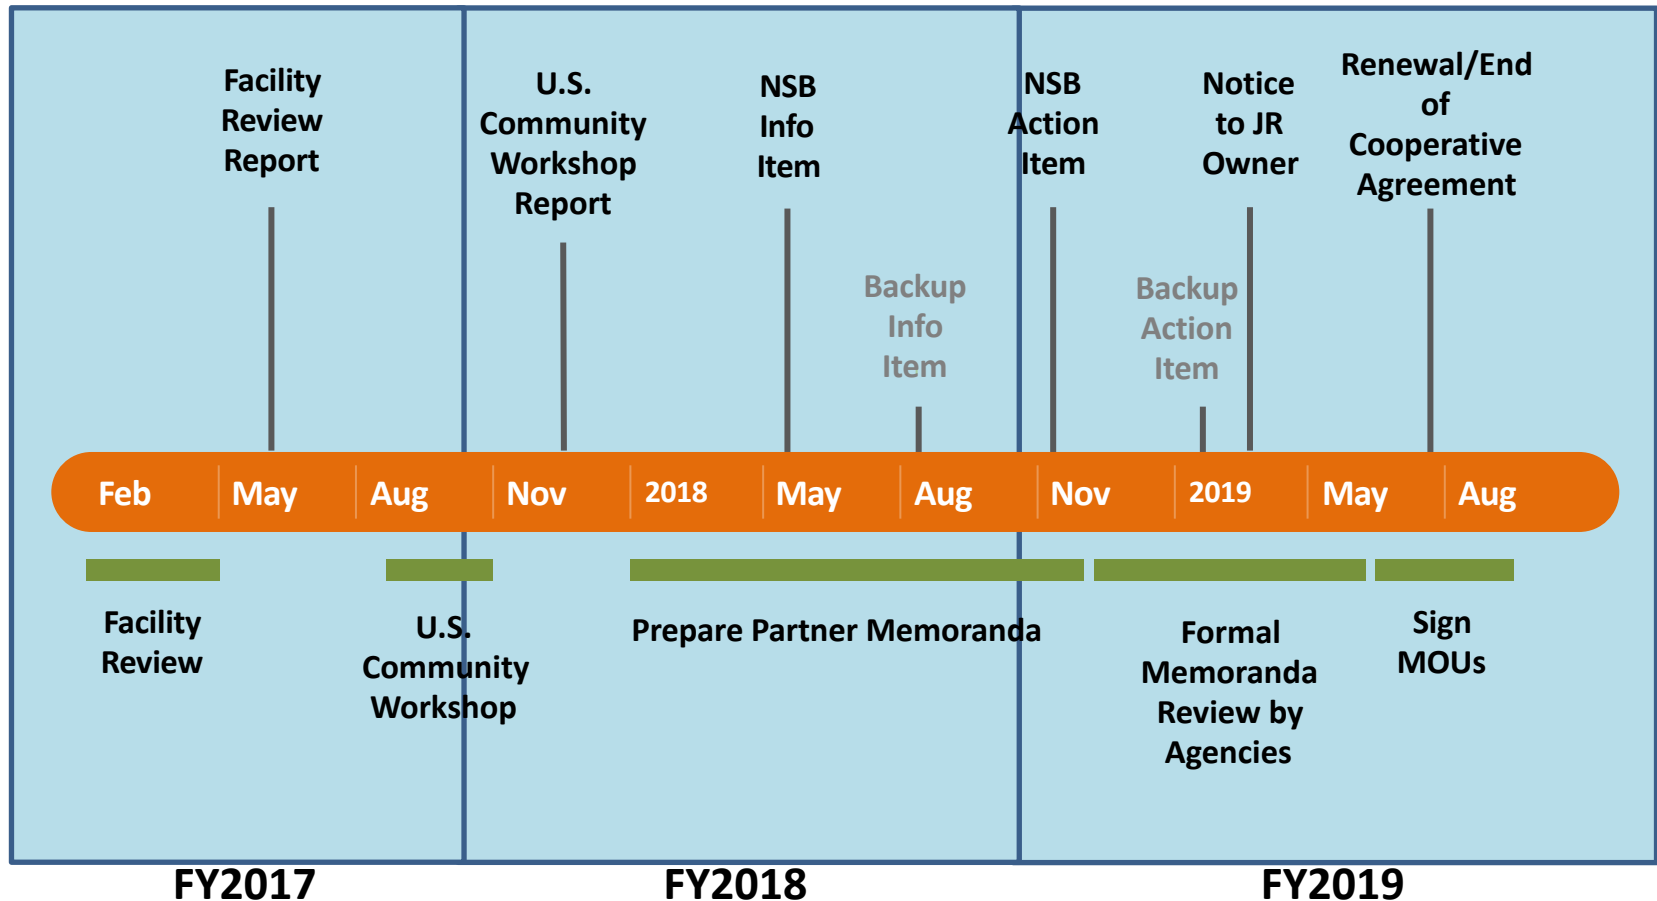 Facility
Review
Report
U.S.
Community
Workshop
Report
NSB
Info
Item
Backup
Info
Item
NSB
Action
Item
Backup
Action
Item
Notice
to JR
Owner
Renewal/End
of
Cooperative
Agreement
Feb May Aug Nov 2018 May Aug Nov 2019 May Aug
Facility
Review
U.S.
Community
Workshop
Prepare Partner Memoranda
Formal
Memoranda
Review by
Agencies
Sign
MOUs
FY2017 FY2018 FY2019